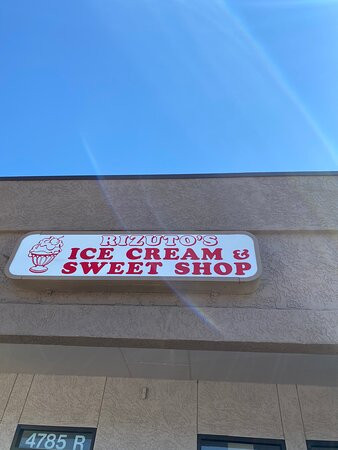 RIZUTO'S
ICE CREAM &
SWEET SHOP
4785 R